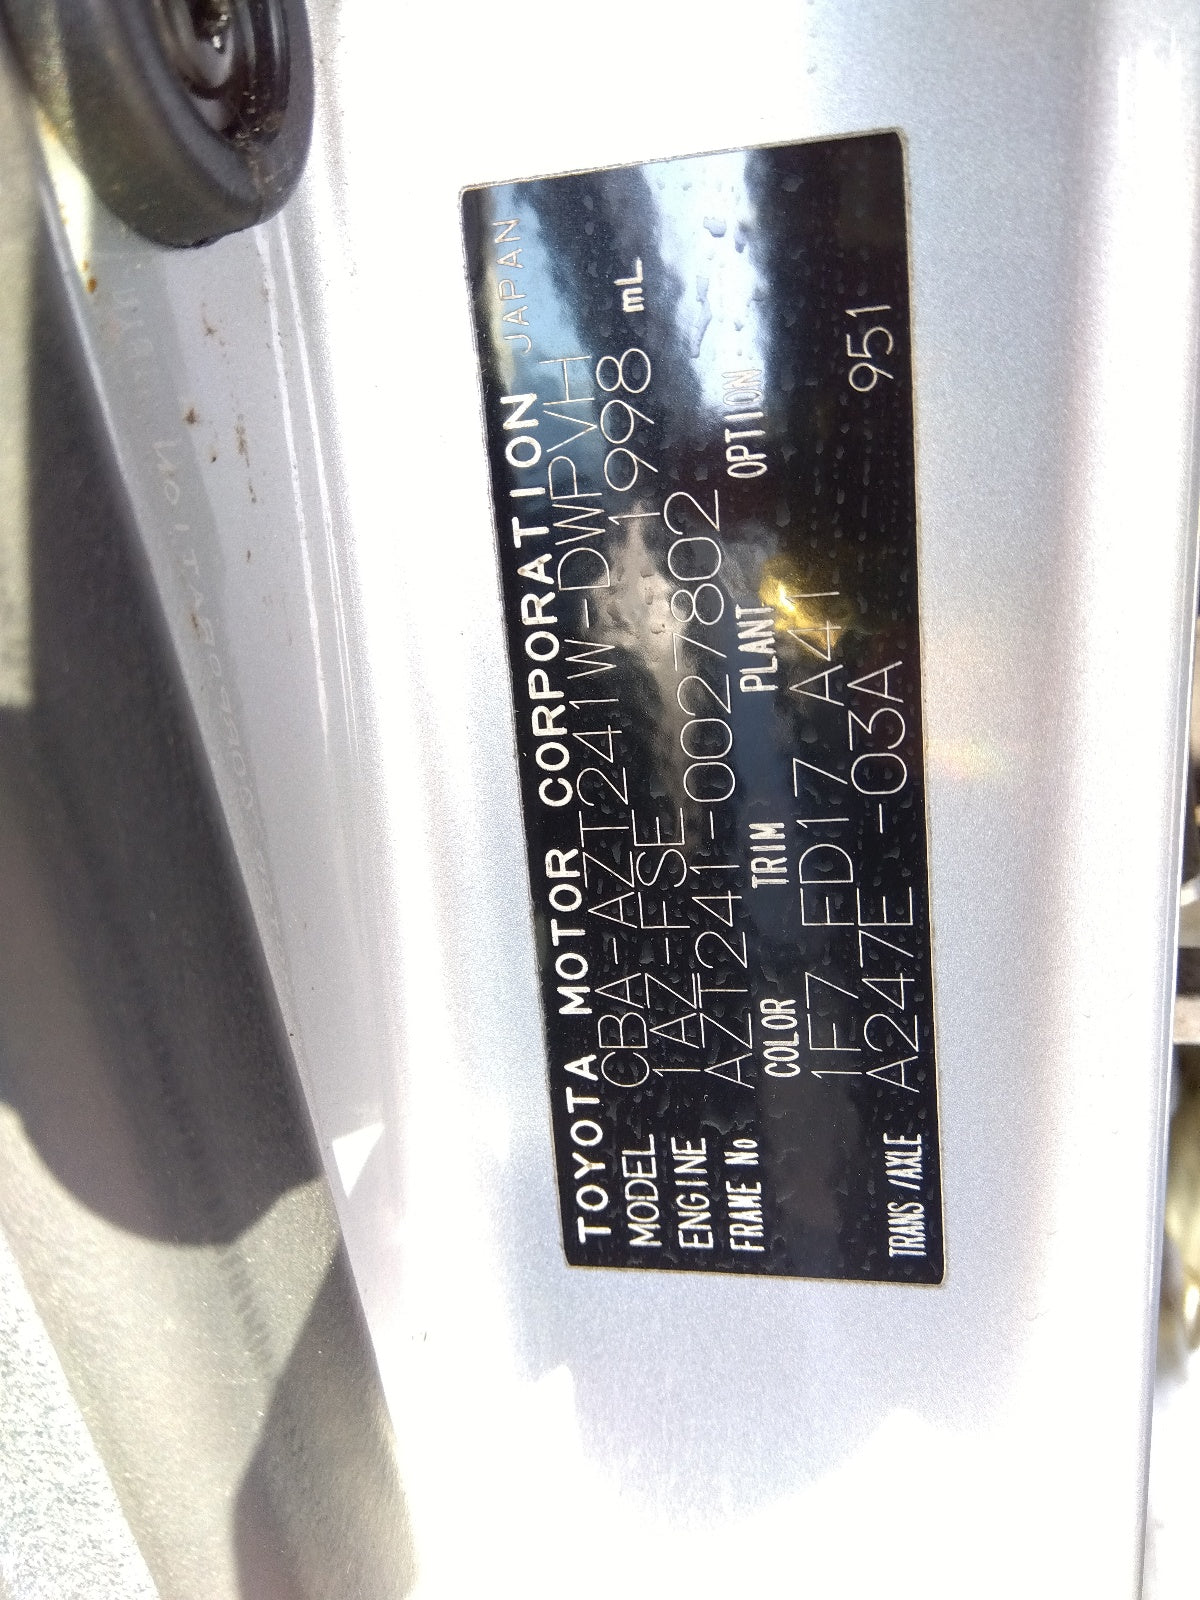 TOYOTA MOTOR CORPORATION JAPAN
MODEL CBA-AZT241W-DWPVH
ENGINE 1AZ-FSE 1998 mL
FRAME No AZT241-0027802
COLOR TRIM PLANT OPTION
1F7 FD17 A41
TRANS/AXLE A247E -03A 951